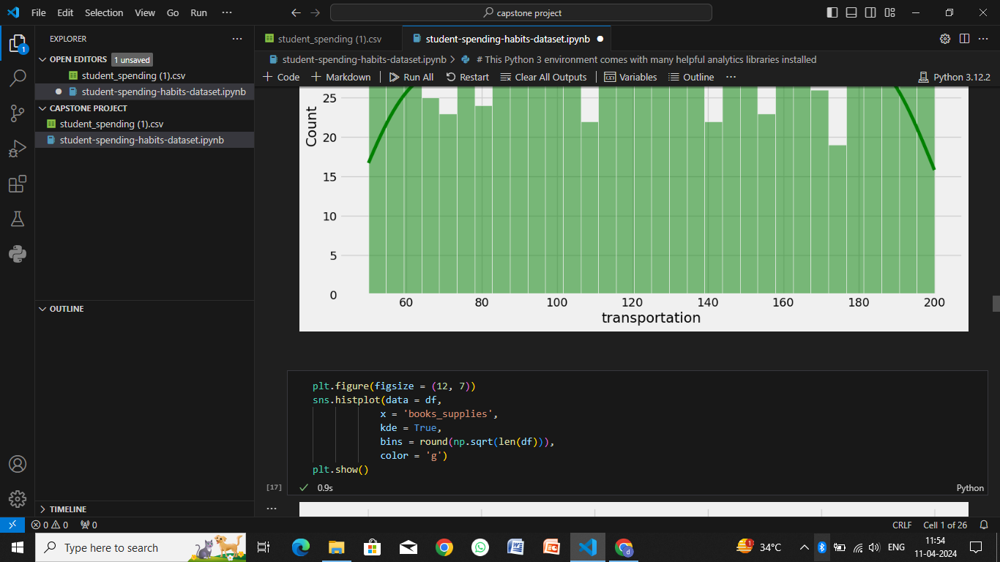 File Edit Selection View Go Run ··· capstone project
EXPLORER ···
OPEN EDITORS 1 unsaved
student_spending (1).csv
student-spending-habits-dataset.ipynb
CAPSTONE PROJECT
student_spending (1).csv
student-spending-habits-dataset.ipynb
OUTLINE
TIMELINE
1
student_spending (1).csv student-spending-habits-dataset.ipynb
student-spending-habits-dataset.ipynb > # This Python 3 environment comes with many helpful analytics libraries installed
+ Code + Markdown Run All Restart Clear All Outputs Variables Outline ··· Python 3.12.2
25
20
15
10
5
0
Count
60 80 100 120 140 160 180 200
transportation
plt.figure(figsize = (12, 7))
sns.histplot(data = df,
x = 'books_supplies',
kde = True,
bins = round(np.sqrt(len(df))),
color = 'g')
plt.show()
[17] 0.9s Python
···
0 0 0 CRLF Cell 1 of 26
Type here to search 1 34°C ENG 11:54
11-04-2024